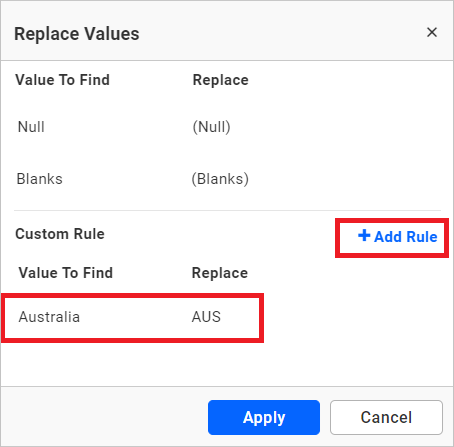 Replace Values ×
Value To Find Replace
Null (Null)
Blanks (Blanks)
Custom Rule + Add Rule
Value To Find Replace
Australia AUS
Apply Cancel